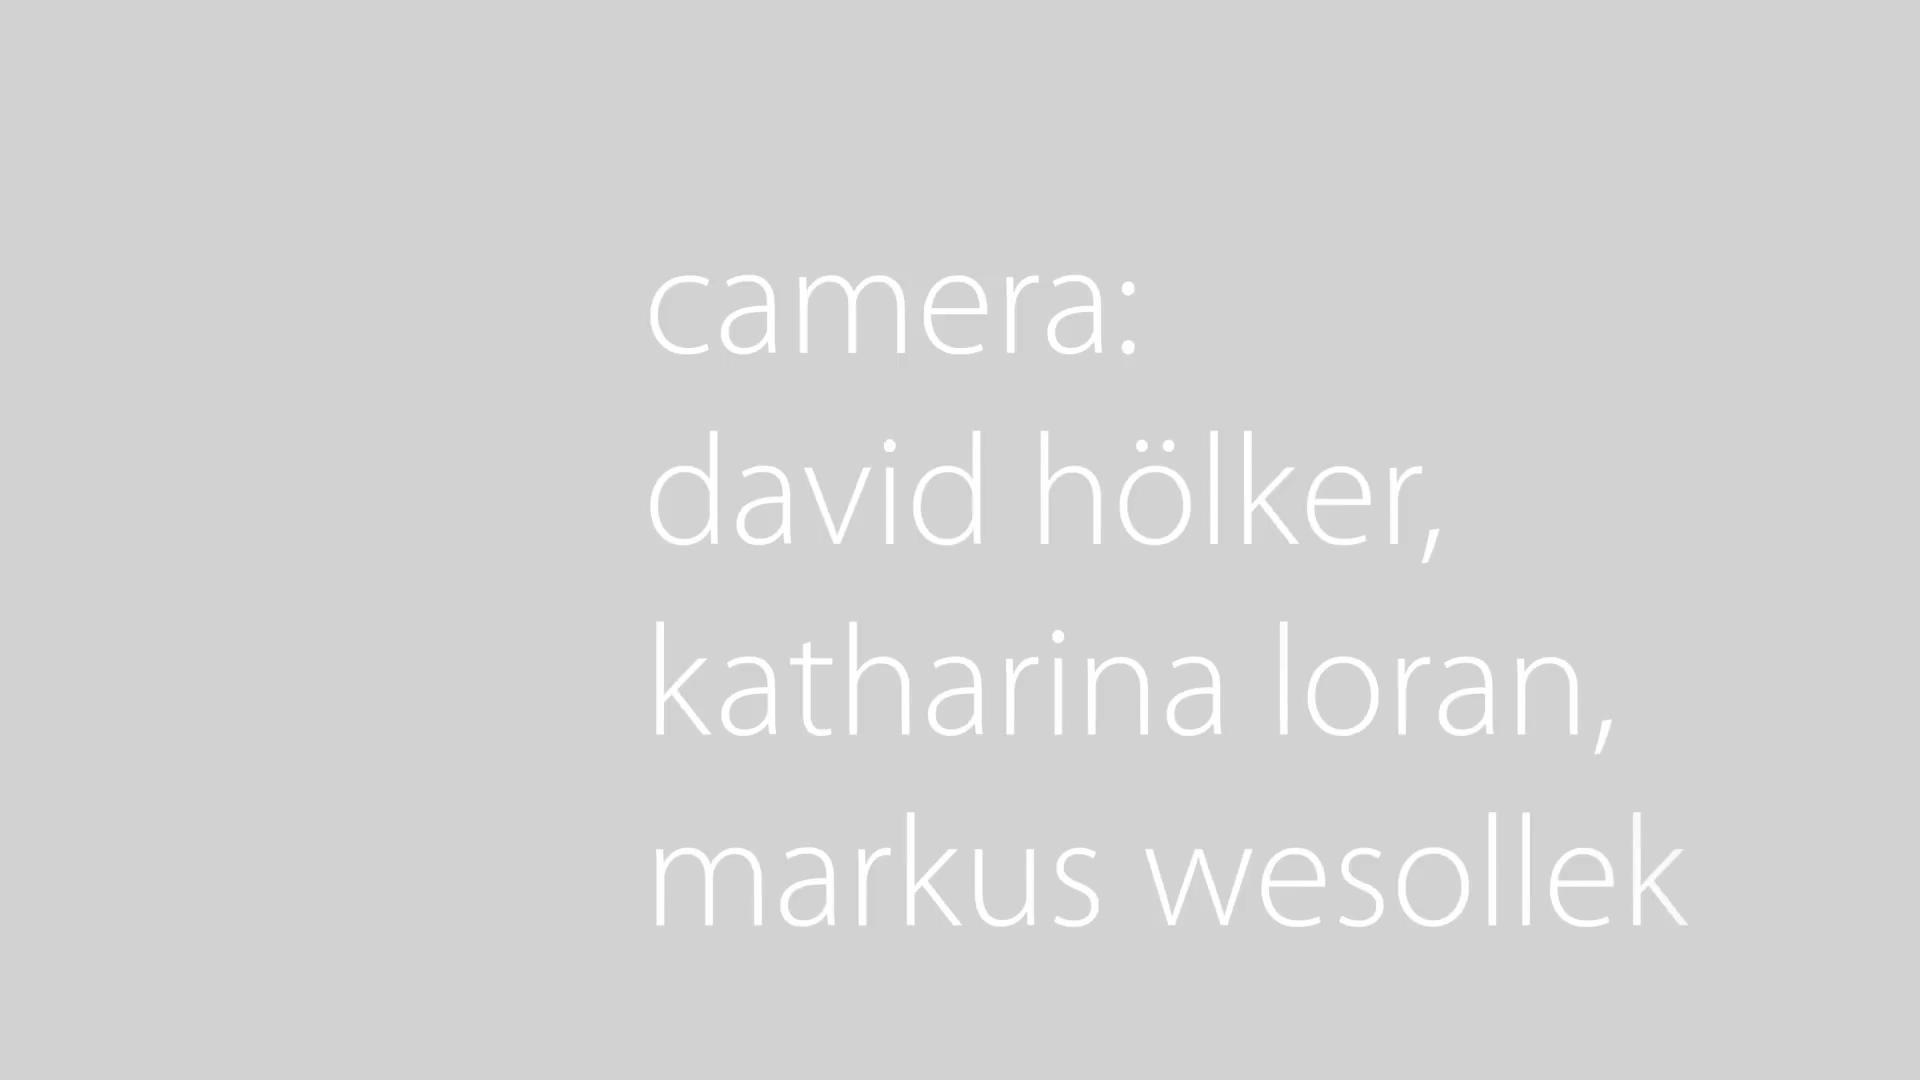 camera:
david hölker,
katharina loran,
markus wesollek